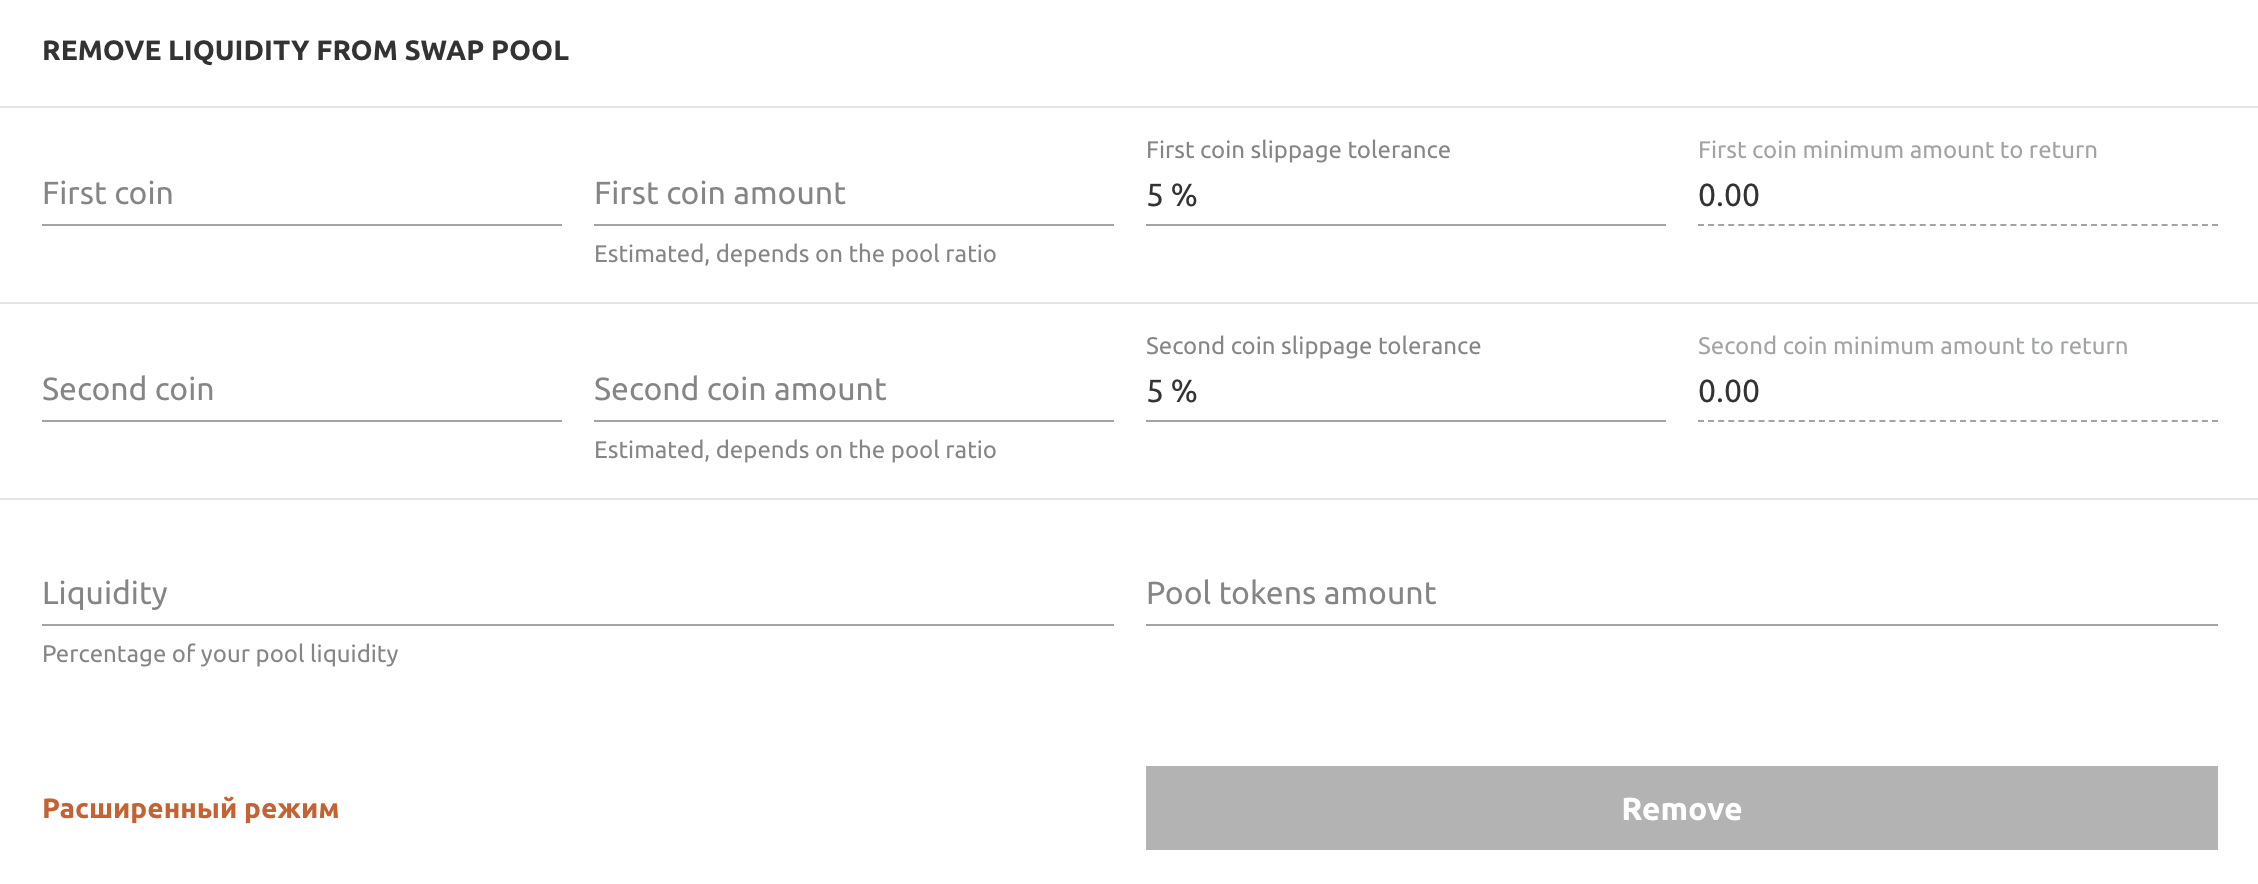 REMOVE LIQUIDITY FROM SWAP POOL
First coin
First coin amount
Estimated, depends on the pool ratio
First coin slippage tolerance
5 %
First coin minimum amount to return
0.00
Second coin
Second coin amount
Estimated, depends on the pool ratio
Second coin slippage tolerance
5 %
Second coin minimum amount to return
0.00
Liquidity
Percentage of your pool liquidity
Pool tokens amount
Расширенный режим
Remove